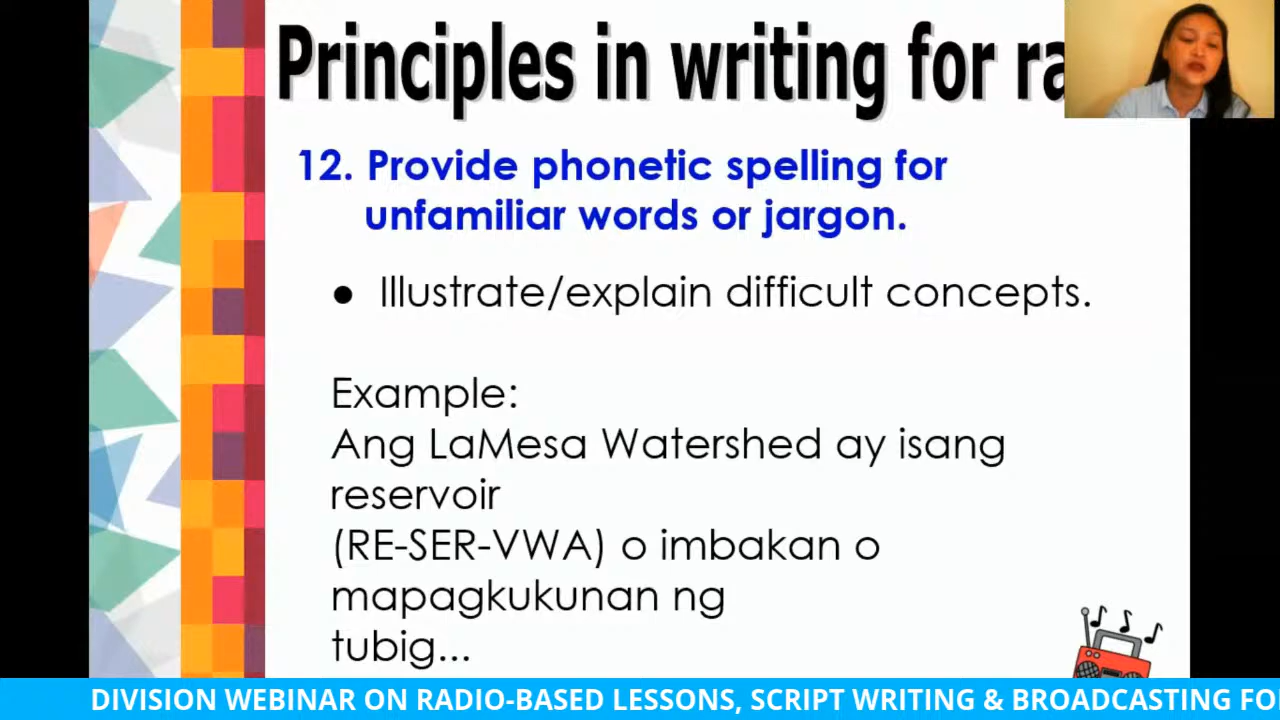 Principles in writing for ra
12. Provide phonetic spelling for
unfamiliar words or jargon.
● Illustrate/explain difficult concepts.
Example:
Ang LaMesa Watershed ay isang
reservoir
(RE-SER-VWA) o imbakan o
mapagkukunan ng
tubig...
DIVISION WEBINAR ON RADIO-BASED LESSONS, SCRIPT WRITING & BROADCASTING FO